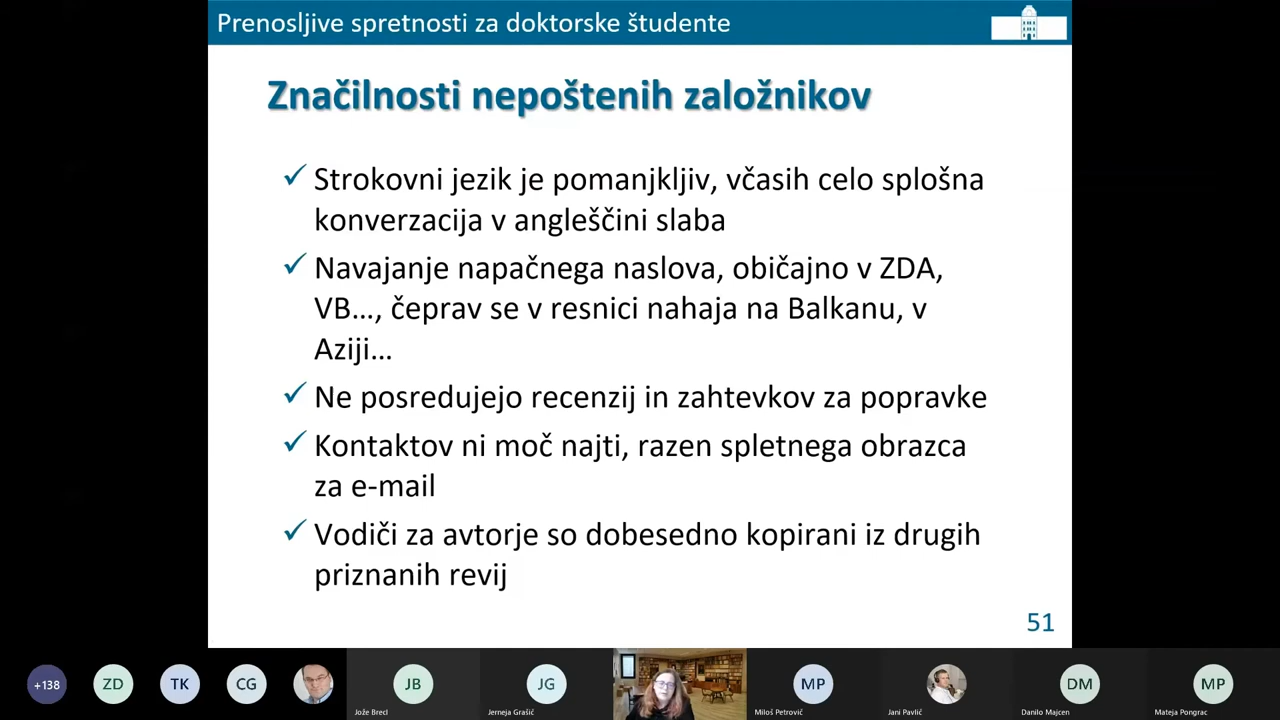 Prenosljive spretnosti za doktorske študente
Značilnosti nepoštenih založnikov
✓ Strokovni jezik je pomanjkljiv, včasih celo splošna
konverzacija v angleščini slaba
✓ Navajanje napačnega naslova, običajno v ZDA,
VB…, čeprav se v resnici nahaja na Balkanu, v
Aziji…
✓ Ne posredujejo recenzij in zahtevkov za popravke
✓ Kontaktov ni moč najti, razen spletnega obrazca
za e-mail
✓ Vodiči za avtorje so dobesedno kopirani iz drugih
priznanih revij
51
+138
ZD
TK
CG
JB
JG
MP
DM
MP
Jože Brecl
Jerneja Grašič
Miloš Petrovič
Jani Pavlič
Danilo Majcen
Mateja Pongrac